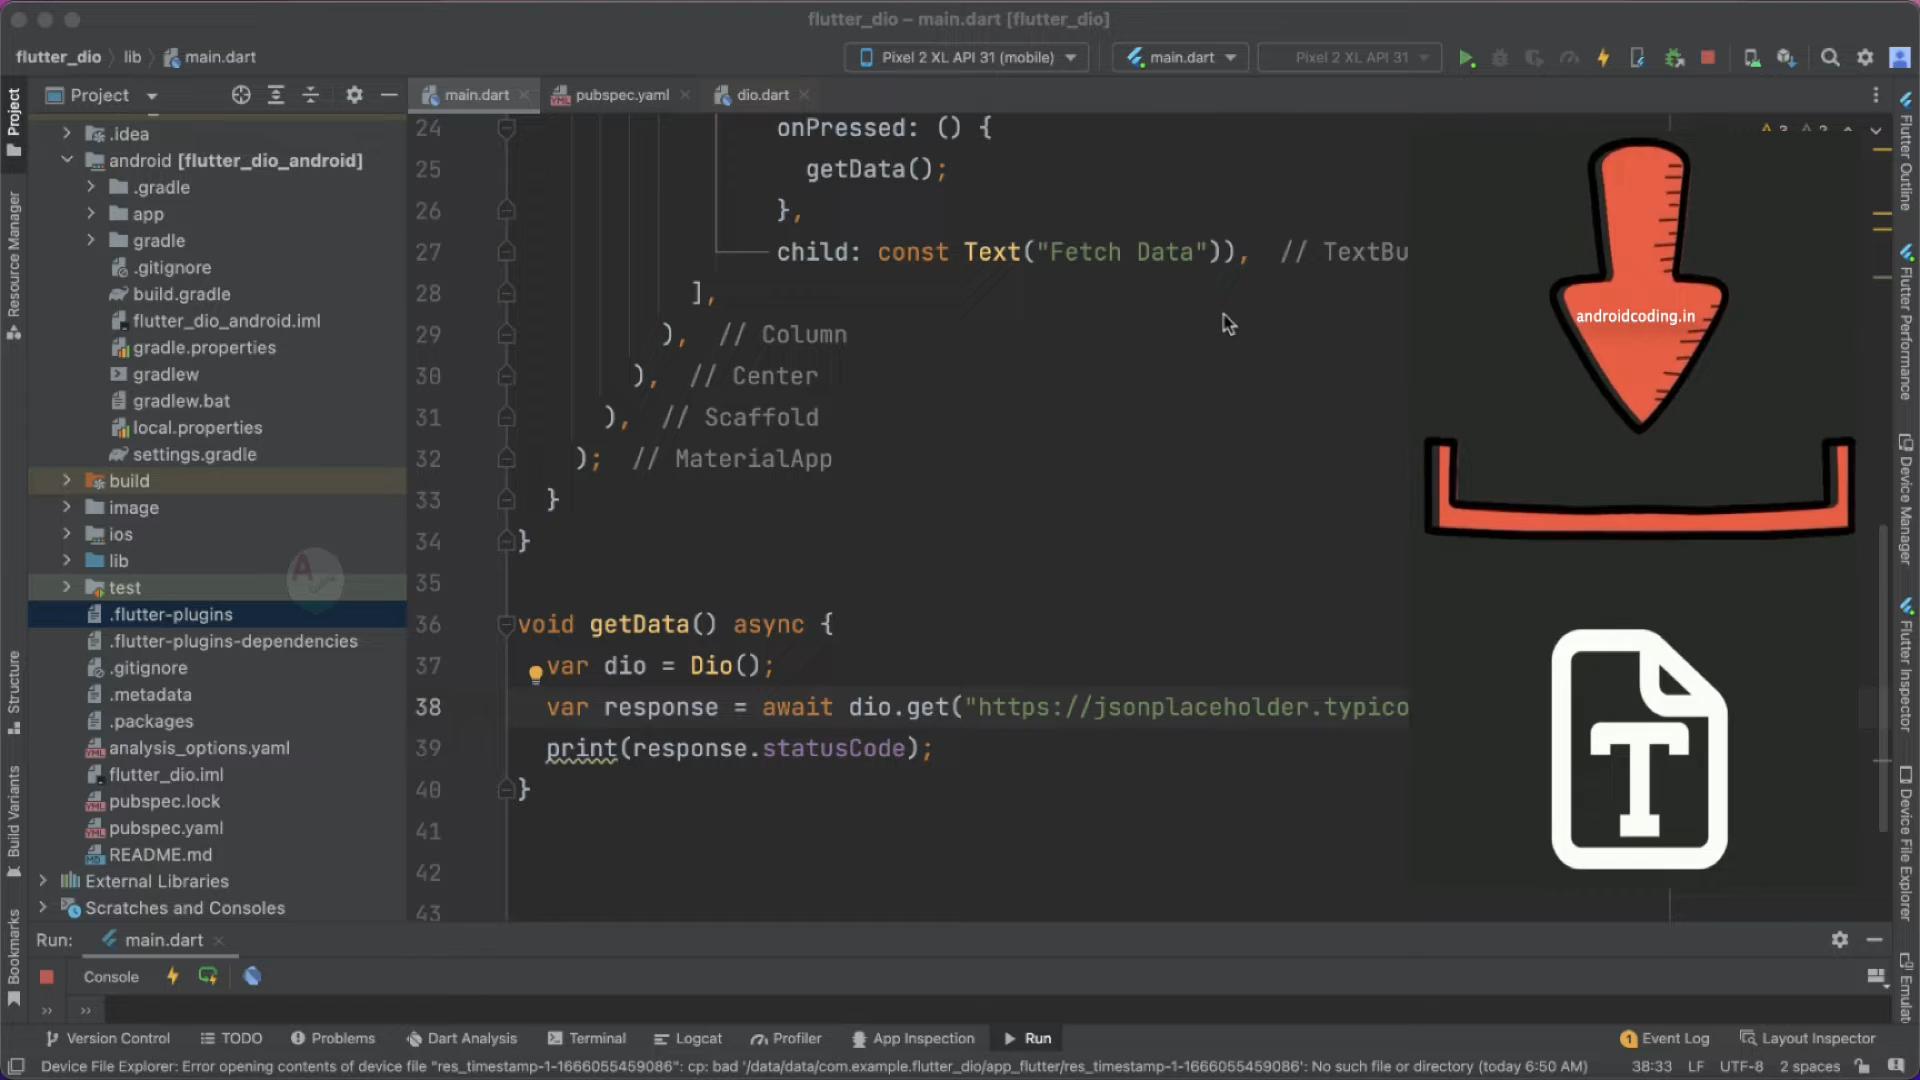 flutter_dio – main.dart [flutter_dio]
flutter_dio lib main.dart
Pixel 2 XL API 31 (mobile)
main.dart
Pixel 2 XL API 31
Project
main.dart
pubspec.yaml
dio.dart
.idea
android [flutter_dio_android]
.gradle
app
gradle
.gitignore
build.gradle
flutter_dio_android.iml
gradle.properties
gradlew
gradlew.bat
local.properties
settings.gradle
build
image
ios
lib
test
.flutter-plugins
.flutter-plugins-dependencies
.gitignore
.metadata
.packages
analysis_options.yaml
flutter_dio.iml
pubspec.lock
pubspec.yaml
README.md
External Libraries
Scratches and Consoles
24 onPressed: () {
25 getData();
26 },
27 child: const Text("Fetch Data")), // TextBu
28 ],
29 ), // Column
30 ), // Center
31 ), // Scaffold
32 ); // MaterialApp
33 }
34 }
35
36 void getData() async {
37 var dio = Dio();
38 var response = await dio.get("https://jsonplaceholder.typico
39 print(response.statusCode);
40 }
41
42
43
androidcoding.in
T
Project
Resource Manager
Structure
Build Variants
Bookmarks
Flutter Outline
Flutter Performance
Device Manager
Flutter Inspector
Device File Explorer
Run: main.dart
Console
Version Control
TODO
Problems
Dart Analysis
Terminal
Logcat
Profiler
App Inspection
Run
1 Event Log
Layout Inspector
Device File Explorer: Error opening contents of device file "res_timestamp-1-1666055459086": cp: bad '/data/data/com.example.flutter_dio/app_flutter/res_timestamp-1-1666055459086': No such file or directory (today 6:50 AM)
38:33 LF UTF-8 2 spaces